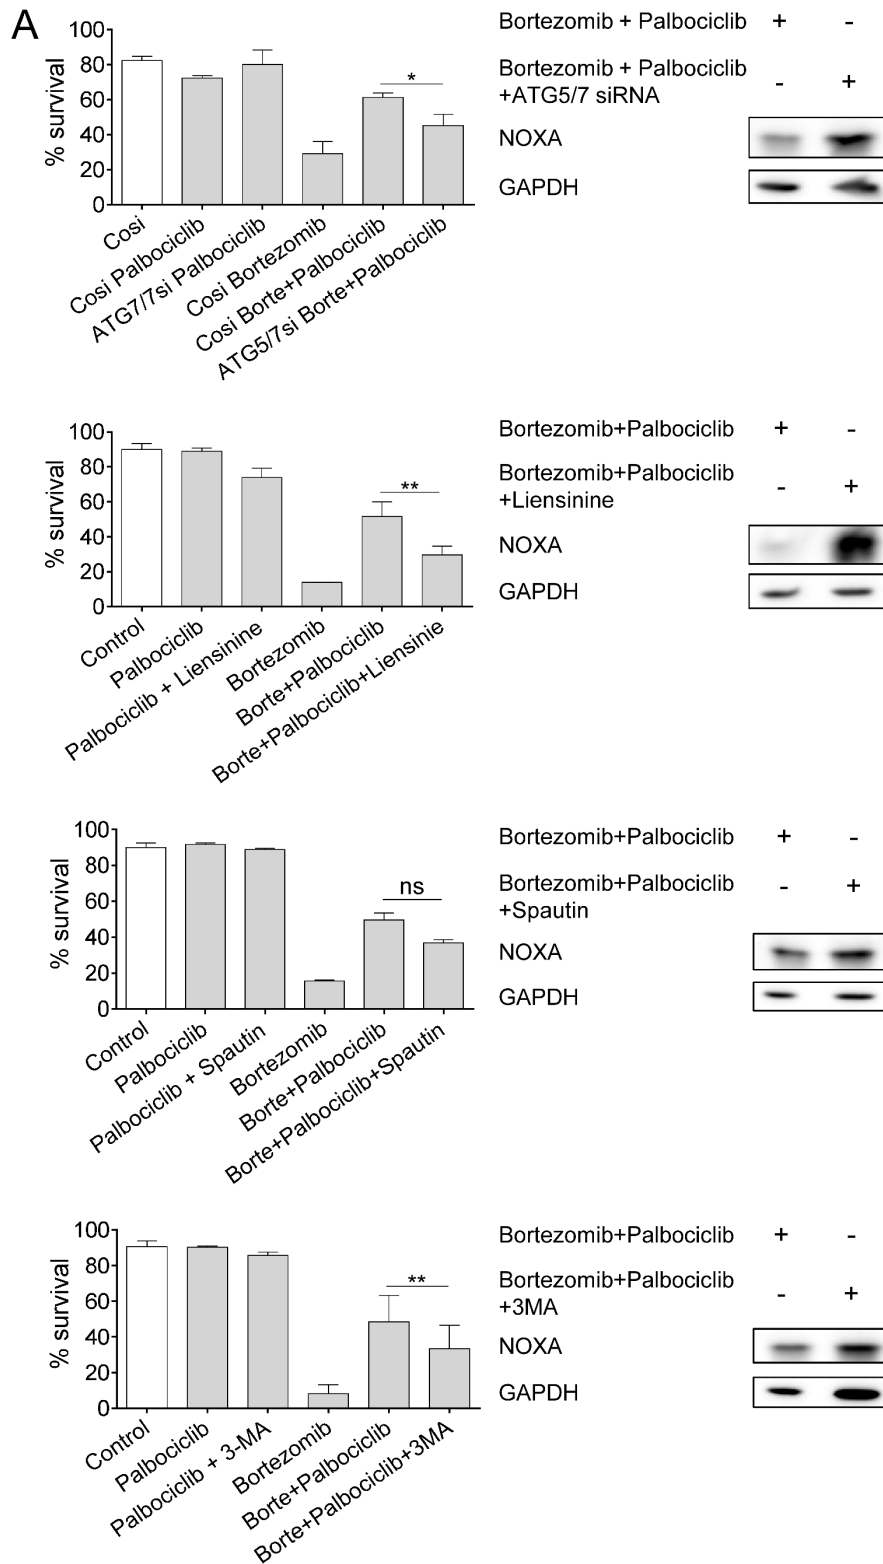 A
% survival
100
80
60
40
20
0
*
Cosi
Cosi Palbociclib
ATG7/7si Palbociclib
Cosi Bortezomib
Cosi Borte+Palbociclib
ATG5/7si Borte+Palbociclib
Bortezomib + Palbociclib + -
Bortezomib + Palbociclib
+ATG5/7 siRNA - +
NOXA
GAPDH
% survival
100
80
60
40
20
0
**
Control
Palbociclib
Palbociclib + Liensinine
Bortezomib
Borte+Palbociclib
Borte+Palbociclib+Liensinie
Bortezomib+Palbociclib + -
Bortezomib+Palbociclib
+Liensinine - +
NOXA
GAPDH
% survival
100
80
60
40
20
0
ns
Control
Palbociclib
Palbociclib + Spautin
Bortezomib
Borte+Palbociclib
Borte+Palbociclib+Spautin
Bortezomib+Palbociclib + -
Bortezomib+Palbociclib
+Spautin - +
NOXA
GAPDH
% survival
100
80
60
40
20
0
**
Control
Palbociclib
Palbociclib + 3-MA
Bortezomib
Borte+Palbociclib
Borte+Palbociclib+3MA
Bortezomib+Palbociclib + -
Bortezomib+Palbociclib
+3MA - +
NOXA
GAPDH